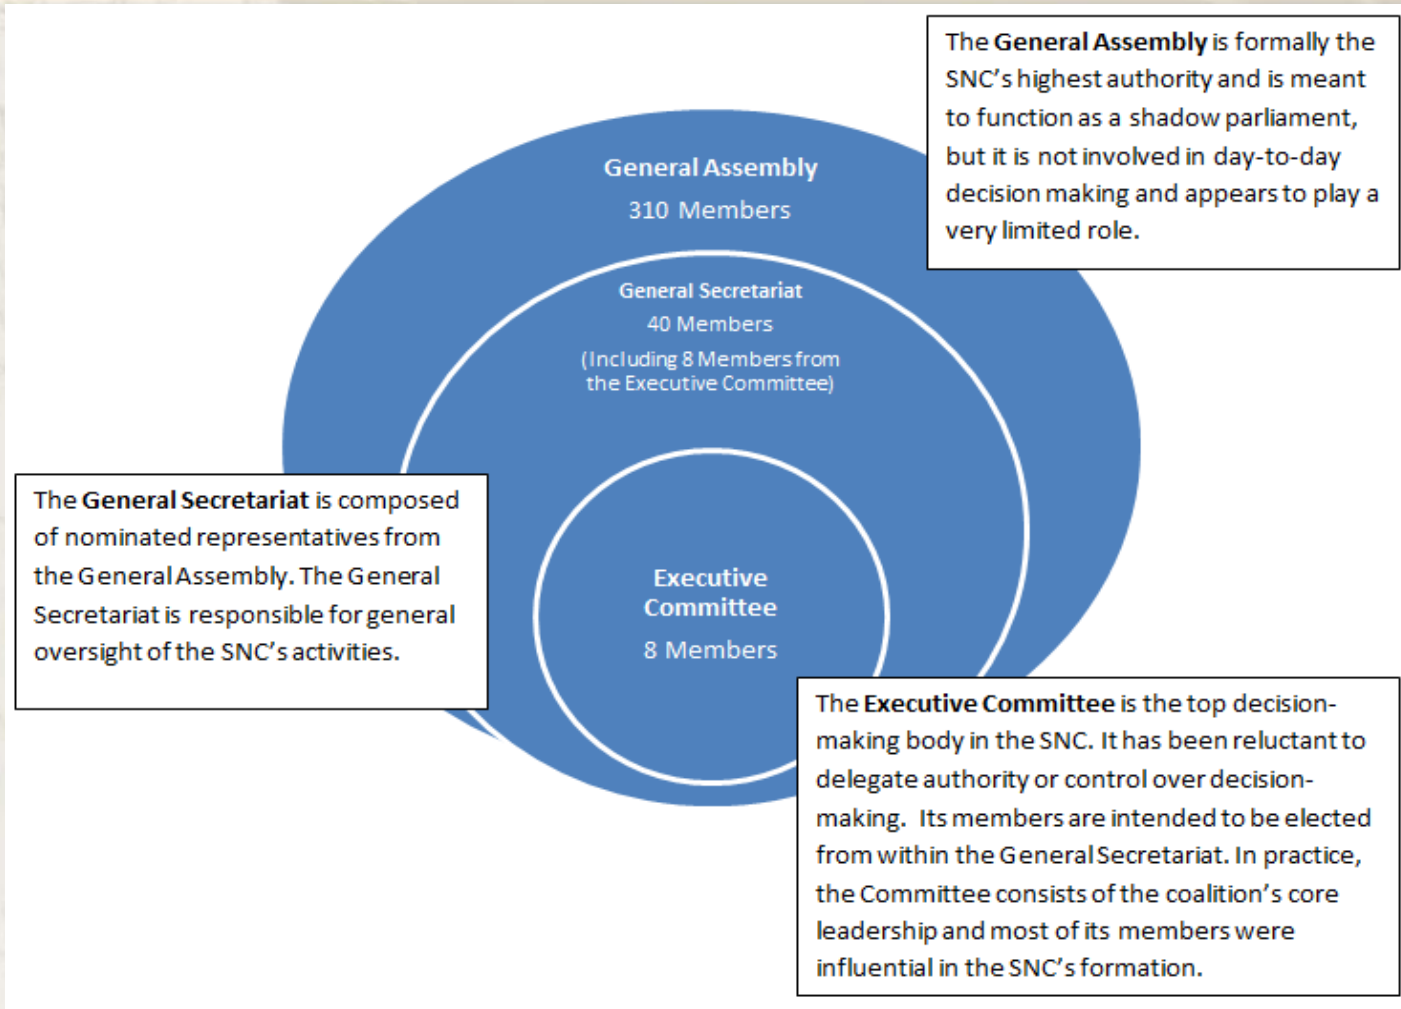 The General Assembly is formally the
SNC's highest authority and is meant
to function as a shadow parliament,
but it is not involved in day-to-day
decision making and appears to play a
very limited role.
General Assembly
310 Members
General Secretariat
40 Members
(Including 8 Members from
the Executive Committee)
The General Secretariat is composed
of nominated representatives from
the General Assembly. The General
Secretariat is responsible for general
oversight of the SNC's activities.
Executive
Committee
8 Members
The Executive Committee is the top decision-
making body in the SNC. It has been reluctant to
delegate authority or control over decision-
making.  Its members are intended to be elected
from within the General Secretariat. In practice,
the Committee consists of the coalition's core
leadership and most of its members were
influential in the SNC's formation.